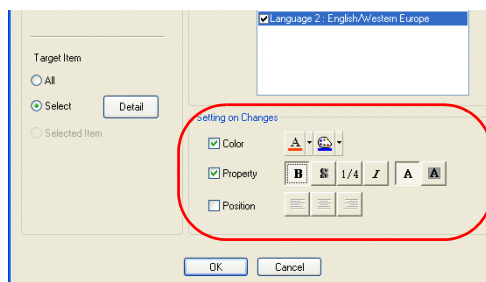 Language 2 : English/Western Europe
Target Item
All
Select
Detail
Selected Item
Setting on Changes
Color
A
Property
B S 1/4 I A A
Position
OK Cancel